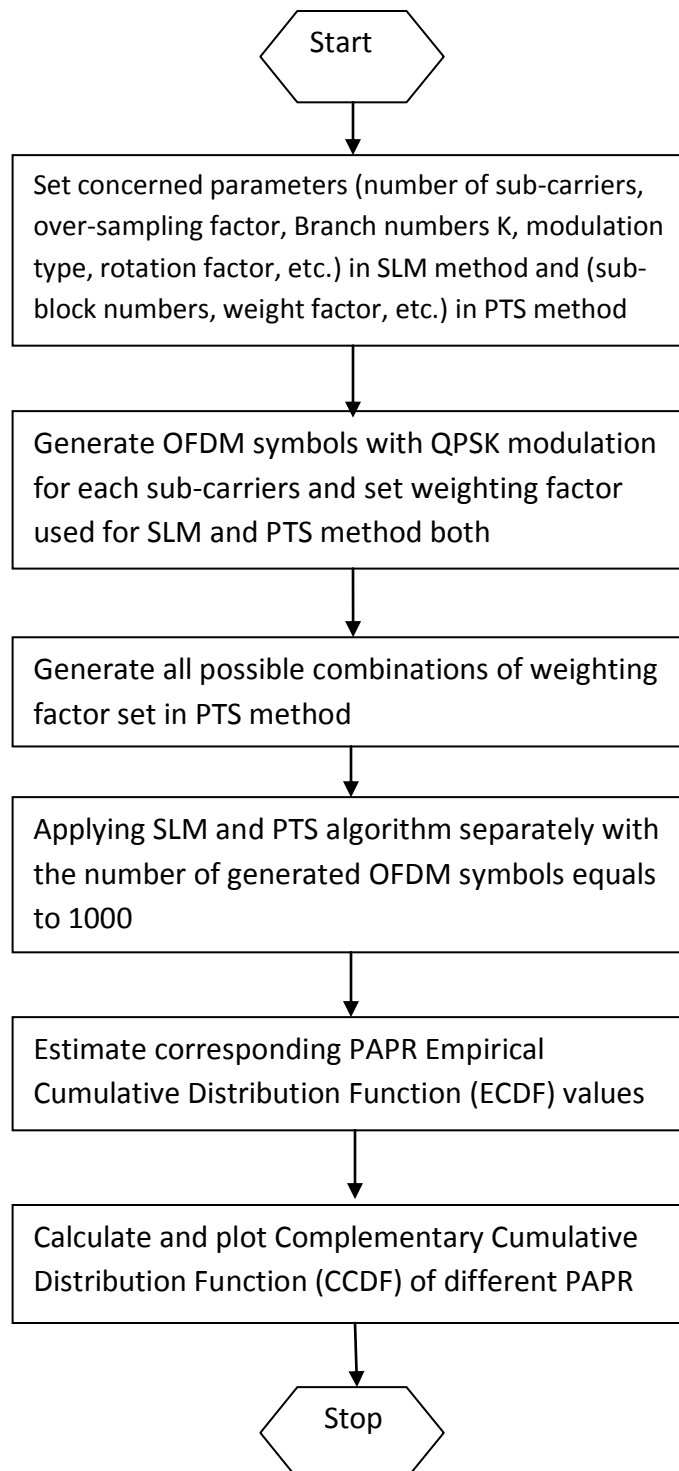 Start
Set concerned parameters (number of sub-carriers,
over-sampling factor, Branch numbers K, modulation
type, rotation factor, etc.) in SLM method and (sub-
block numbers, weight factor, etc.) in PTS method
Generate OFDM symbols with QPSK modulation
for each sub-carriers and set weighting factor
used for SLM and PTS method both
Generate all possible combinations of weighting
factor set in PTS method
Applying SLM and PTS algorithm separately with
the number of generated OFDM symbols equals
to 1000
Estimate corresponding PAPR Empirical
Cumulative Distribution Function (ECDF) values
Calculate and plot Complementary Cumulative
Distribution Function (CCDF) of different PAPR
Stop